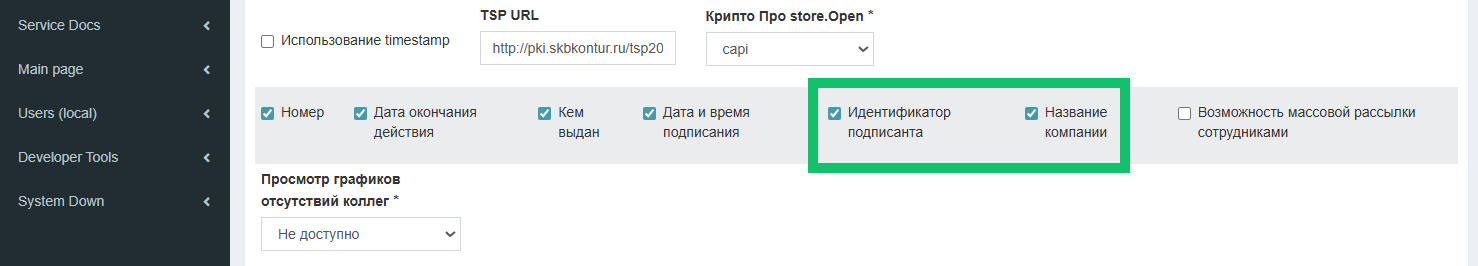 Service Docs
Main page
Users (local)
Developer Tools
System Down
TSP URL
Крипто Про store.Open *
Использование timestamp
http://pki.skbkontur.ru/tsp20
capi
Номер
Дата окончания
действия
Кем
выдан
Дата и время
подписания
Идентификатор
подписанта
Название
компании
Возможность массовой рассылки
сотрудниками
Просмотр графиков
отсутствий коллег *
Не доступно